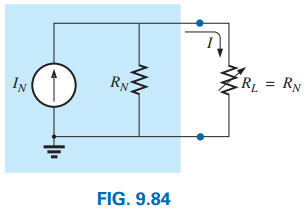 I
I_N
R_N
R_L = R_N
FIG. 9.84